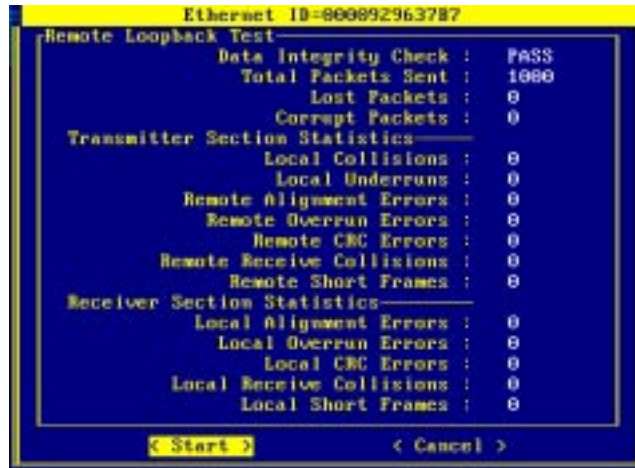 Ethernet ID=000092963787
Remote Loopback Test
Data Integrity Check : PASS
Total Packets Sent : 1000
Lost Packets : 0
Corrupt Packets : 0
Transmitter Section Statistics
Local Collisions : 0
Local Underruns : 0
Remote Alignment Errors : 0
Remote Overrun Errors : 0
Remote CRC Errors : 0
Remote Receive Collisions : 0
Remote Short Frames : 0
Receiver Section Statistics
Local Alignment Errors : 0
Local Overrun Errors : 0
Local CRC Errors : 0
Local Receive Collisions : 0
Local Short Frames : 0
< Start > < Cancel >